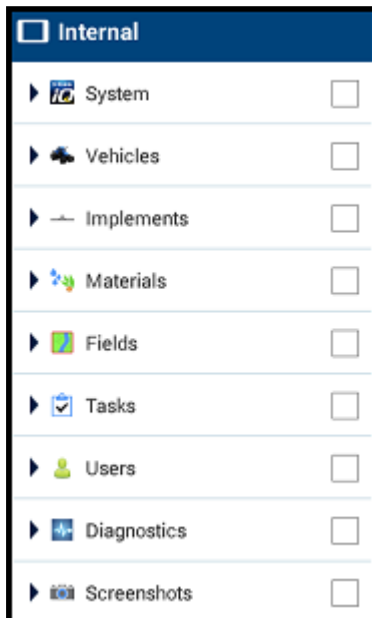 Internal
System
Vehicles
Implements
Materials
Fields
Tasks
Users
Diagnostics
Screenshots